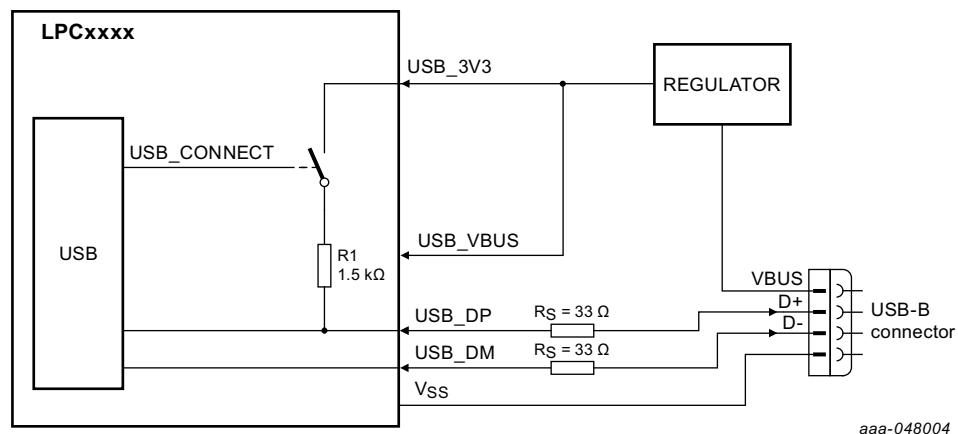 LPCxxxx
USB_3V3
REGULATOR
USB_CONNECT
USB_VBUS
USB
R1
1.5 kΩ
VBUS
D+
USB-B
connector
D-
USB_DP
RS = 33 Ω
USB_DM
RS = 33 Ω
VSS
aaa-048004